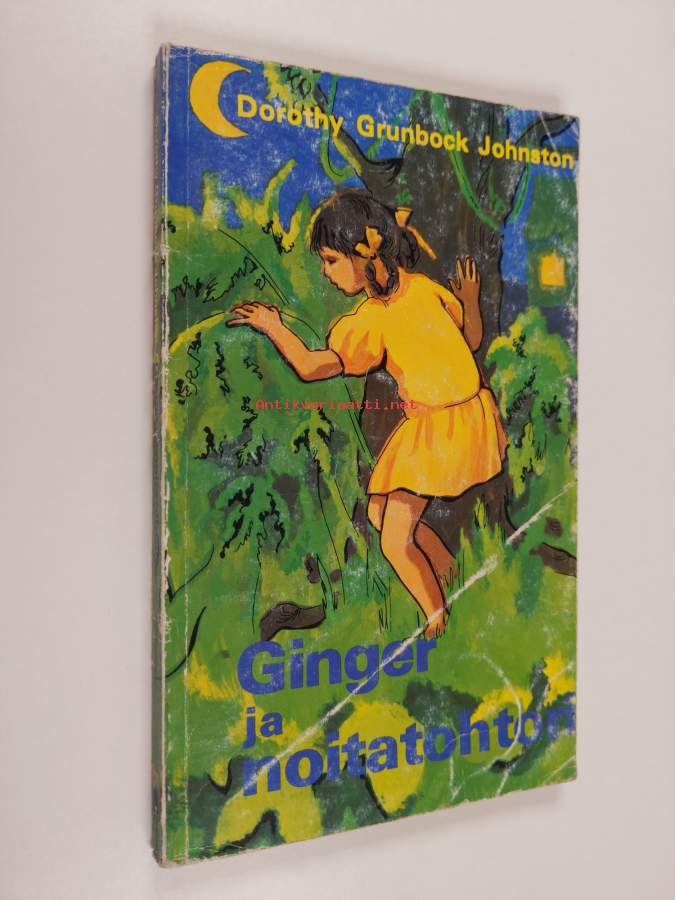 Dorothy Grunbock Johnston
Antikvariaatti.net
Ginger
ja
noitatohtori